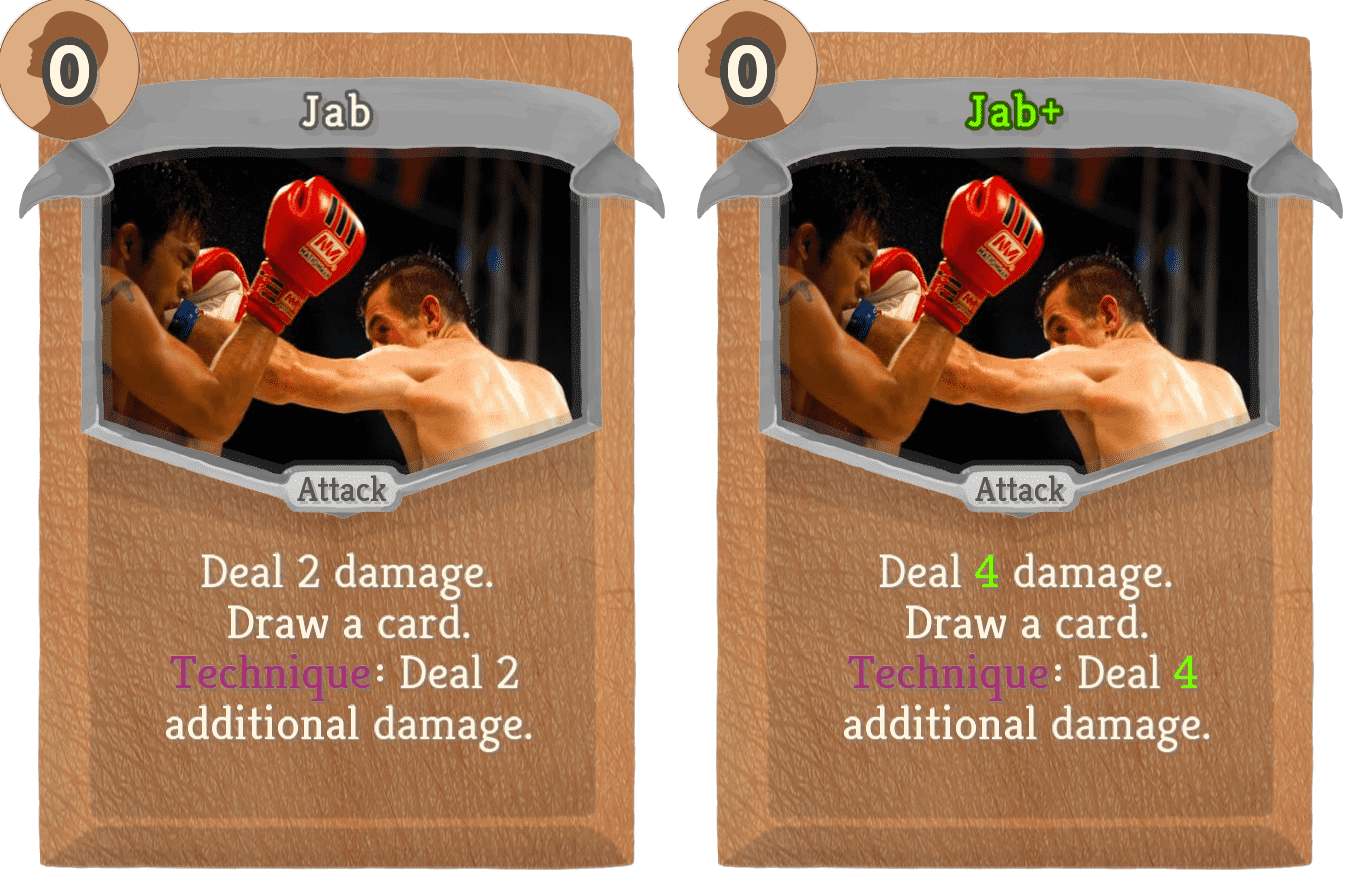 0
Jab
Attack
Deal 2 damage.
Draw a card.
Technique: Deal 2
additional damage.
0
Jab+
Attack
Deal 4 damage.
Draw a card.
Technique: Deal 4
additional damage.